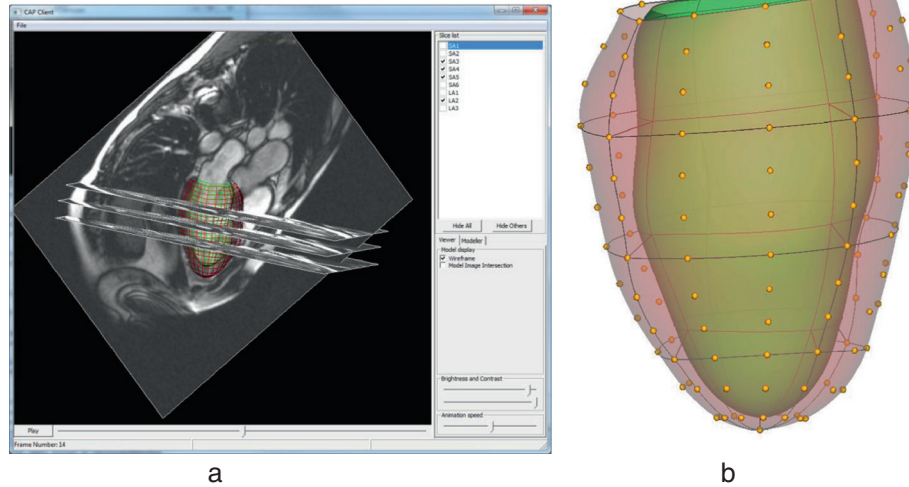 CAP Client
File
Slice list
SA1
SA2
SA3
SA4
SA5
SA6
LA1
LA2
LA3
Hide All Hide Others
Viewer Modeller
Model display
Wireframe
Model Image Intersection
Brightness and Contrast
Animation speed
Play
Frame Number: 14
a b